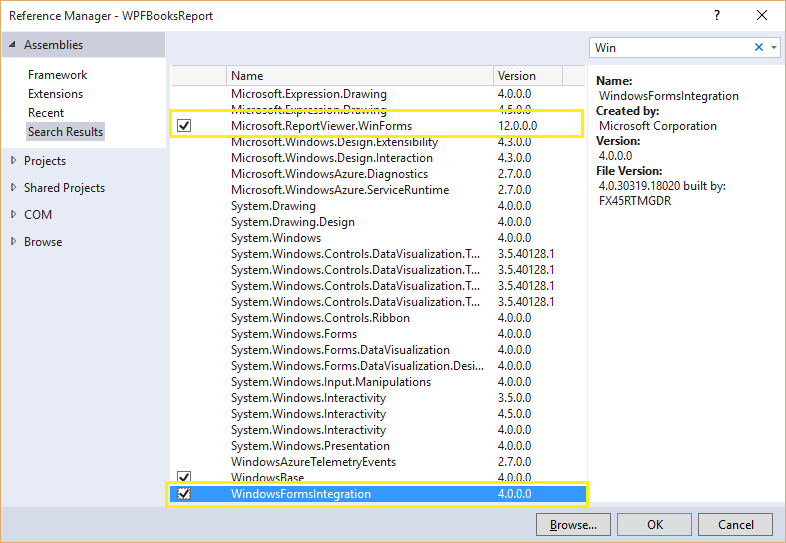 Reference Manager - WPFBooksReport
Assemblies
Framework
Extensions
Recent
Search Results
Projects
Shared Projects
COM
Browse
Win
Name Version
Microsoft.Expression.Drawing 4.0.0.0
Microsoft.Expression.Drawing 4.5.0.0
Microsoft.ReportViewer.WinForms 12.0.0.0
Microsoft.Windows.Design.Extensibility 4.3.0.0
Microsoft.Windows.Design.Interaction 4.3.0.0
Microsoft.WindowsAzure.Diagnostics 2.7.0.0
Microsoft.WindowsAzure.ServiceRuntime 2.7.0.0
System.Drawing 4.0.0.0
System.Drawing.Design 4.0.0.0
System.Windows 4.0.0.0
System.Windows.Controls.DataVisualization.T... 3.5.40128.1
System.Windows.Controls.DataVisualization.T... 3.5.40128.1
System.Windows.Controls.DataVisualization.T... 3.5.40128.1
System.Windows.Controls.DataVisualization.T... 3.5.40128.1
System.Windows.Controls.Ribbon 4.0.0.0
System.Windows.Forms 4.0.0.0
System.Windows.Forms.DataVisualization 4.0.0.0
System.Windows.Forms.DataVisualization.Desi... 4.0.0.0
System.Windows.Input.Manipulations 4.0.0.0
System.Windows.Interactivity 3.5.0.0
System.Windows.Interactivity 4.5.0.0
System.Windows.Interactivity 4.0.0.0
System.Windows.Presentation 4.0.0.0
WindowsAzureTelemetryEvents 2.7.0.0
WindowsBase 4.0.0.0
WindowsFormsIntegration 4.0.0.0
Name:
WindowsFormsIntegration
Created by:
Microsoft Corporation
Version:
4.0.0.0
File Version:
4.0.30319.18020 built by:
FX45RTMGDR
Browse... OK Cancel